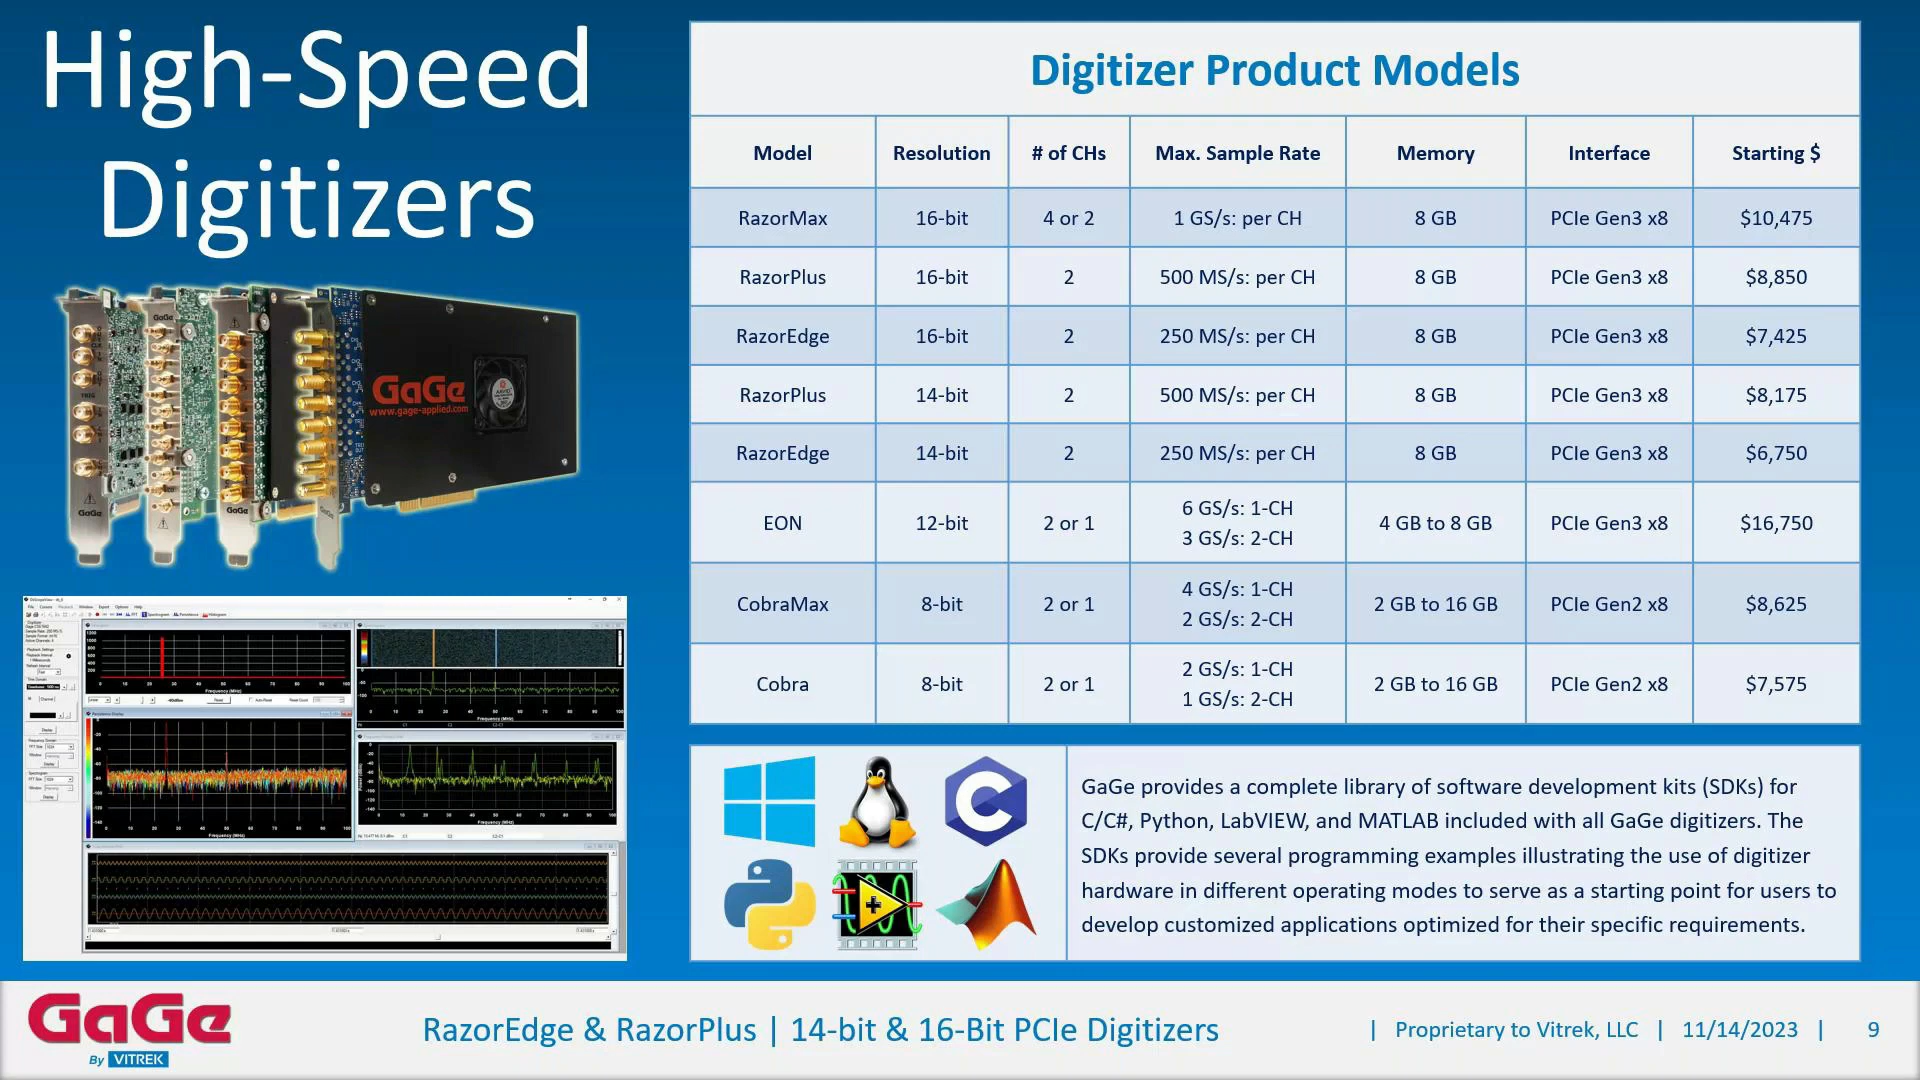 High-Speed
Digitizers
GaGe
www.gage-applied.com
GaGe
GaGe
GaGe
Digitizer Product Models
Model Resolution # of CHs Max. Sample Rate Memory Interface Starting $
RazorMax 16-bit 4 or 2 1 GS/s: per CH 8 GB PCIe Gen3 x8 $10,475
RazorPlus 16-bit 2 500 MS/s: per CH 8 GB PCIe Gen3 x8 $8,850
RazorEdge 16-bit 2 250 MS/s: per CH 8 GB PCIe Gen3 x8 $7,425
RazorPlus 14-bit 2 500 MS/s: per CH 8 GB PCIe Gen3 x8 $8,175
RazorEdge 14-bit 2 250 MS/s: per CH 8 GB PCIe Gen3 x8 $6,750
EON 12-bit 2 or 1 6 GS/s: 1-CH 4 GB to 8 GB PCIe Gen3 x8 $16,750
3 GS/s: 2-CH
CobraMax 8-bit 2 or 1 4 GS/s: 1-CH 2 GB to 16 GB PCIe Gen2 x8 $8,625
2 GS/s: 2-CH
Cobra 8-bit 2 or 1 2 GS/s: 1-CH 2 GB to 16 GB PCIe Gen2 x8 $7,575
1 GS/s: 2-CH
Frequency (MHz)
Frequency (MHz)
Frequency (MHz)
Frequency (MHz)
C
GaGe provides a complete library of software development kits (SDKs) for
C/C#, Python, LabVIEW, and MATLAB included with all GaGe digitizers. The
SDKs provide several programming examples illustrating the use of digitizer
hardware in different operating modes to serve as a starting point for users to
develop customized applications optimized for their specific requirements.
GaGe
By VITREK
RazorEdge & RazorPlus | 14-bit & 16-Bit PCIe Digitizers
| Proprietary to Vitrek, LLC | 11/14/2023 | 9